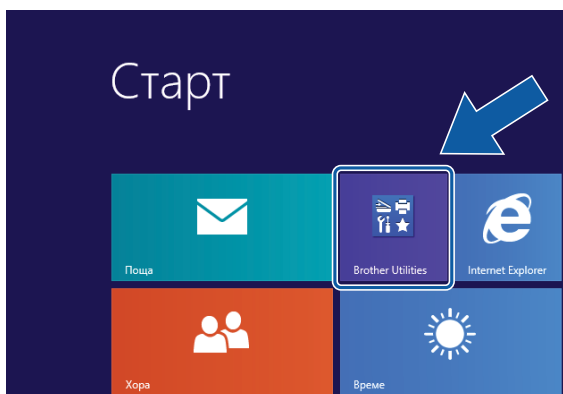 Старт
Поща
Brother Utilities
Internet Explorer
Хора
Време